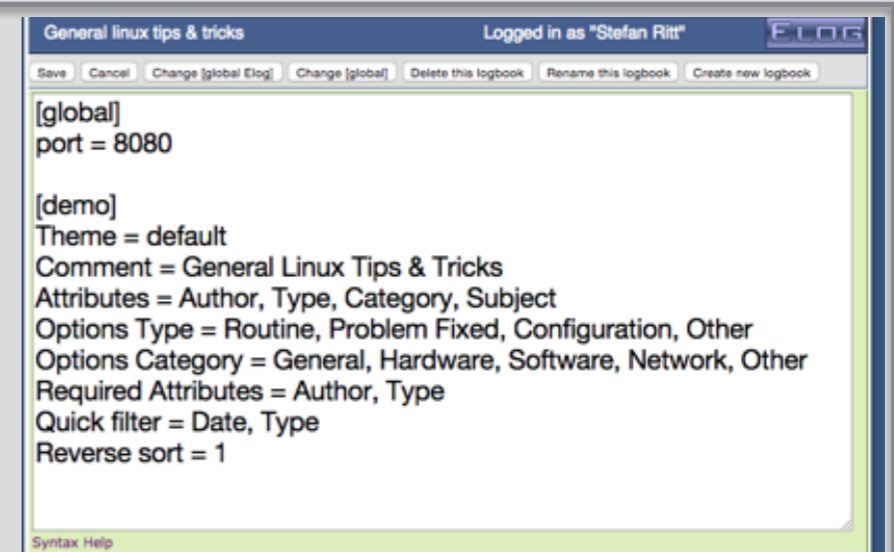 General linux tips & tricks Logged in as "Stefan Ritt" ELOG
Save Cancel Change [global Elog] Change [global] Delete this logbook Rename this logbook Create new logbook
[global]
port = 8080
[demo]
Theme = default
Comment = General Linux Tips & Tricks
Attributes = Author, Type, Category, Subject
Options Type = Routine, Problem Fixed, Configuration, Other
Options Category = General, Hardware, Software, Network, Other
Required Attributes = Author, Type
Quick filter = Date, Type
Reverse sort = 1
Syntax Help